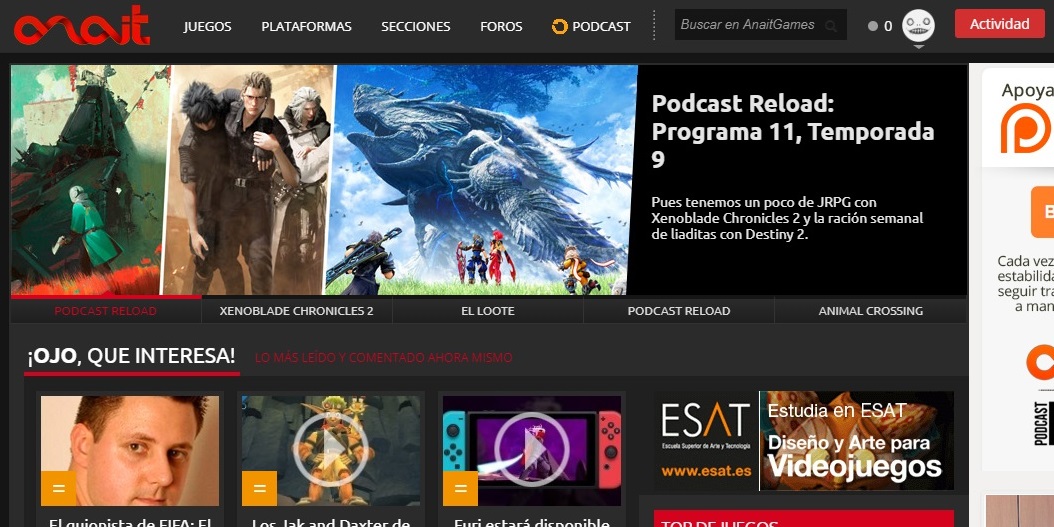 anait
JUEGOS PLATAFORMAS SECCIONES FOROS PODCAST
Buscar en AnaitGames
0
Actividad
Podcast Reload:
Programa 11, Temporada
9
Pues tenemos un poco de JRPG con
Xenoblade Chronicles 2 y la ración semanal
de liaditas con Destiny 2.
PODCAST RELOAD
XENOBLADE CHRONICLES 2
EL LOOTE
PODCAST RELOAD
ANIMAL CROSSING
¡OJO, QUE INTERESA!
LO MÁS LEÍDO Y COMENTADO AHORA MISMO
El guionista de FIFA: El
Los Jak and Daxter de
Furi estará disponible
ESAT
Escuela Superior de Arte y Tecnología
www.esat.es
Estudia en ESAT
Diseño y Arte para
Videojuegos
TOP DE JUEGOS
Apoya
Cada vez
estabilida
seguir tra
a man
PODCAST